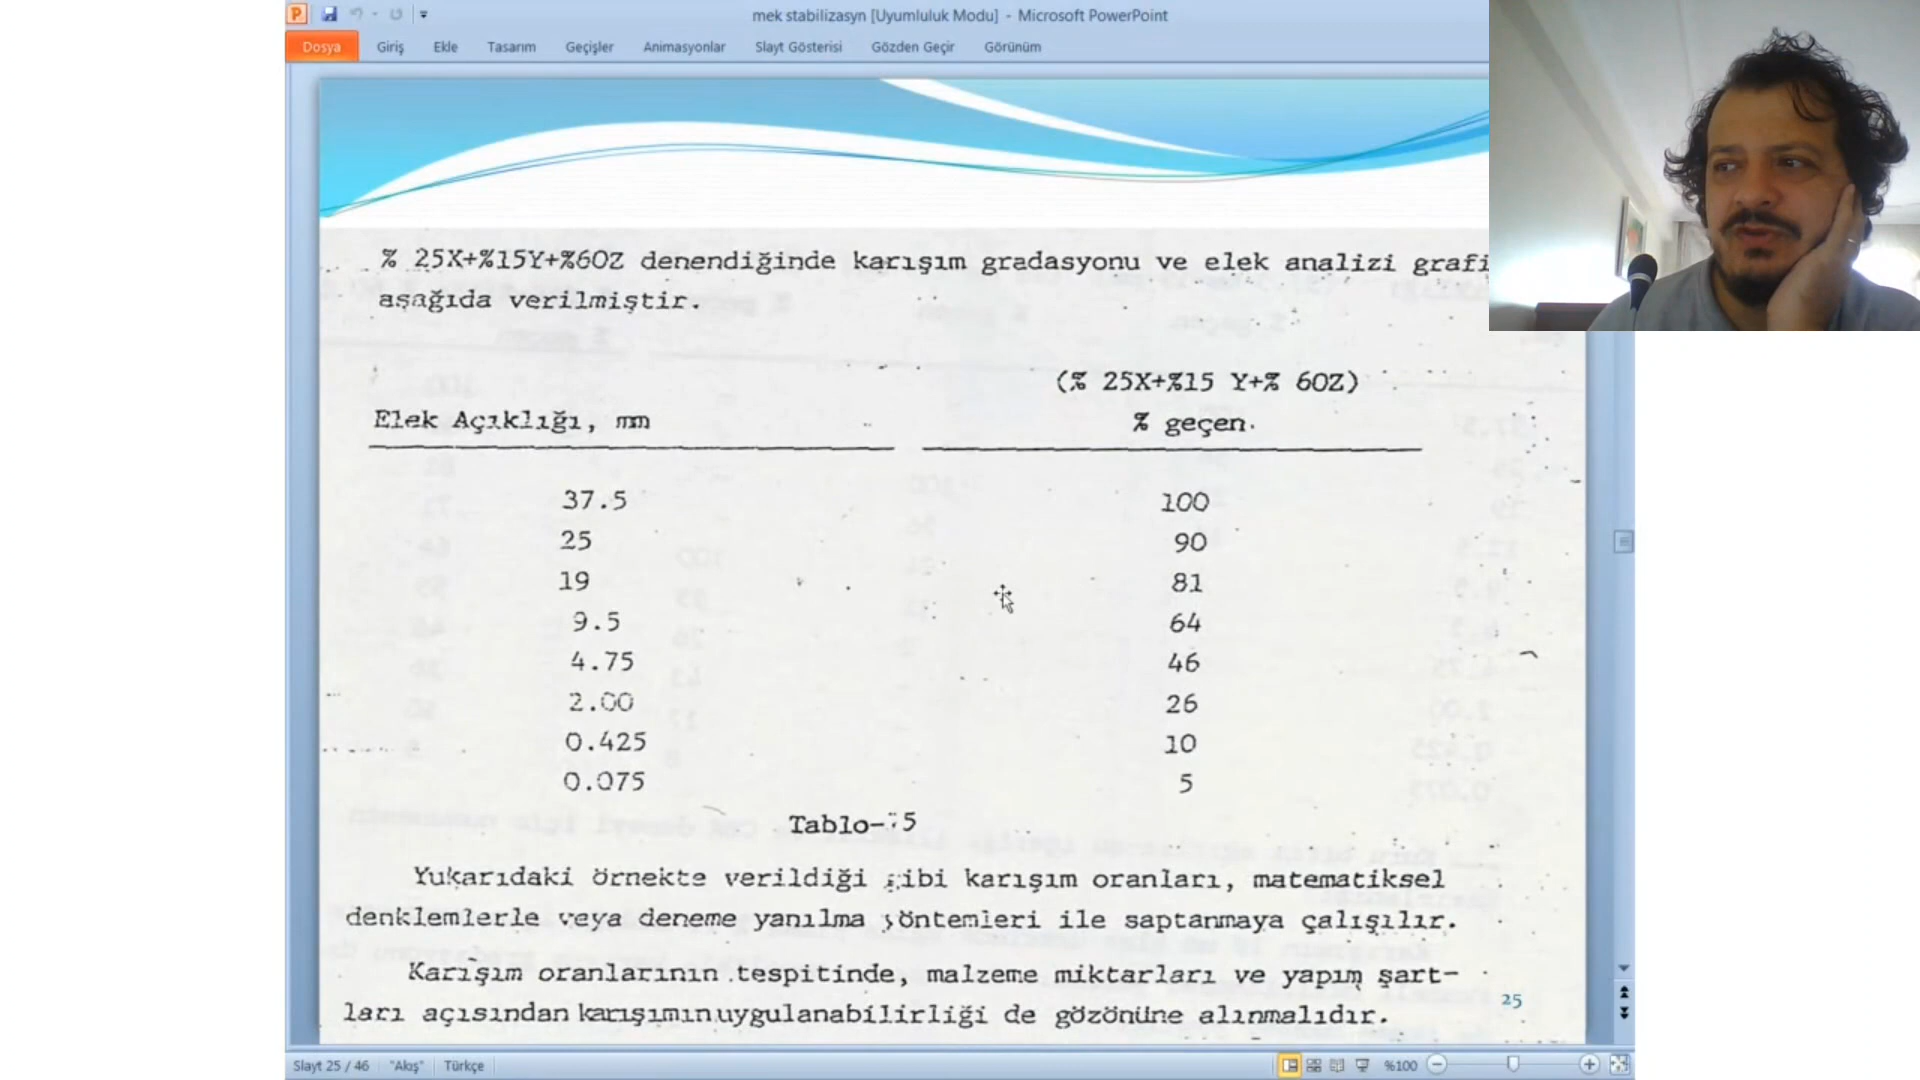 mek stabilizasyn [Uyumluluk Modu] - Microsoft PowerPoint
Dosya Giriş Ekle Tasarım Geçişler Animasyonlar Slayt Gösterisi Gözden Geçir Görünüm
% 25X+%15Y+%60Z denendiğinde karışım gradasyonu ve elek analizi grafi
aşağıda verilmiştir.
(% 25X+%15 Y+% 60Z)
Elek Açıklığı, mm % geçen.
37.5 100
25 90
19 81
9.5 64
4.75 46
2.00 26
0.425 10
0.075 5
Tablo-5
Yukarıdaki örnekte verildiği gibi karışım oranları, matematiksel
denklemlerle veya deneme yanılma yöntemleri ile saptanmaya çalışılır.
Karışım oranlarının tespitinde, malzeme miktarları ve yapım şart-
ları açısından karışımın uygulanabilirliği de gözönüne alınmalıdır.
25
Slayt 25 / 46 "Akış" Türkçe %100